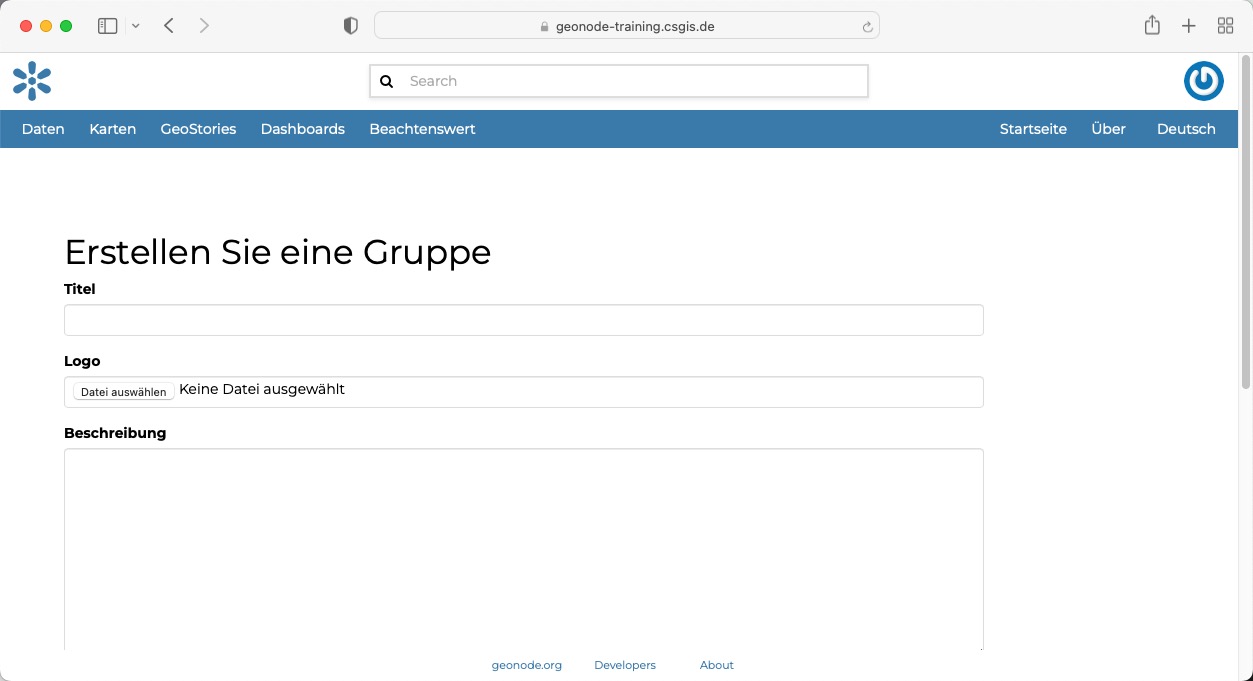 geonode-training.csgis.de
Search
Daten Karten GeoStories Dashboards Beachtenswert Startseite Über Deutsch
Erstellen Sie eine Gruppe
Titel
Logo
Datei auswählen Keine Datei ausgewählt
Beschreibung
geonode.org Developers About